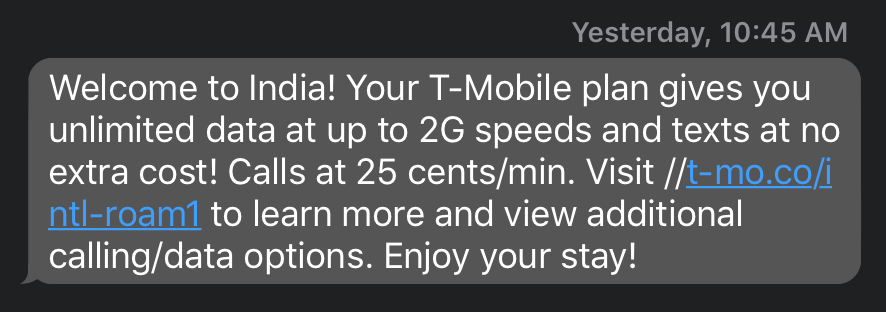 Yesterday, 10:45 AM
Welcome to India! Your T-Mobile plan gives you
unlimited data at up to 2G speeds and texts at no
extra cost! Calls at 25 cents/min. Visit //t-mo.co/i
ntl-roam1 to learn more and view additional
calling/data options. Enjoy your stay!